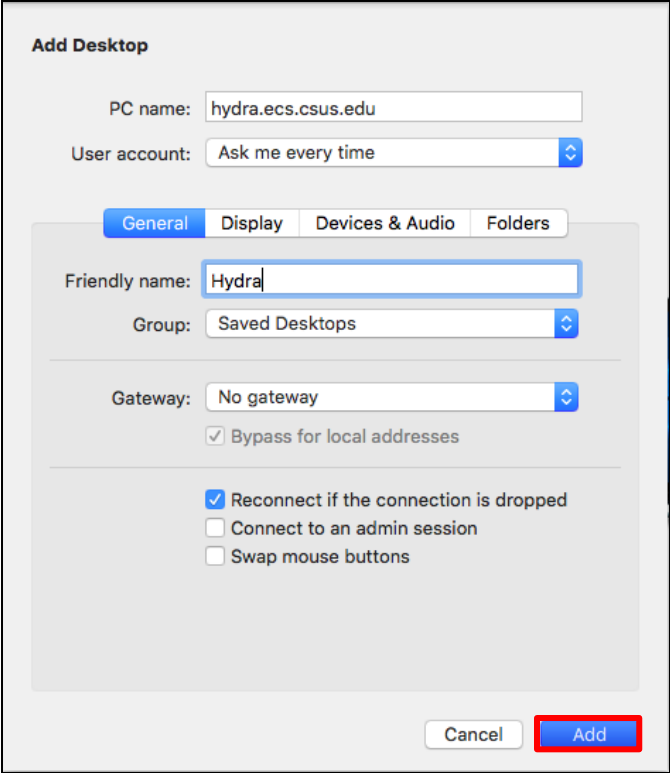 Add Desktop
PC name: hydra.ecs.csus.edu
User account: Ask me every time
General Display Devices & Audio Folders
Friendly name: Hydra
Group: Saved Desktops
Gateway: No gateway
Bypass for local addresses
Reconnect if the connection is dropped
Connect to an admin session
Swap mouse buttons
Cancel Add